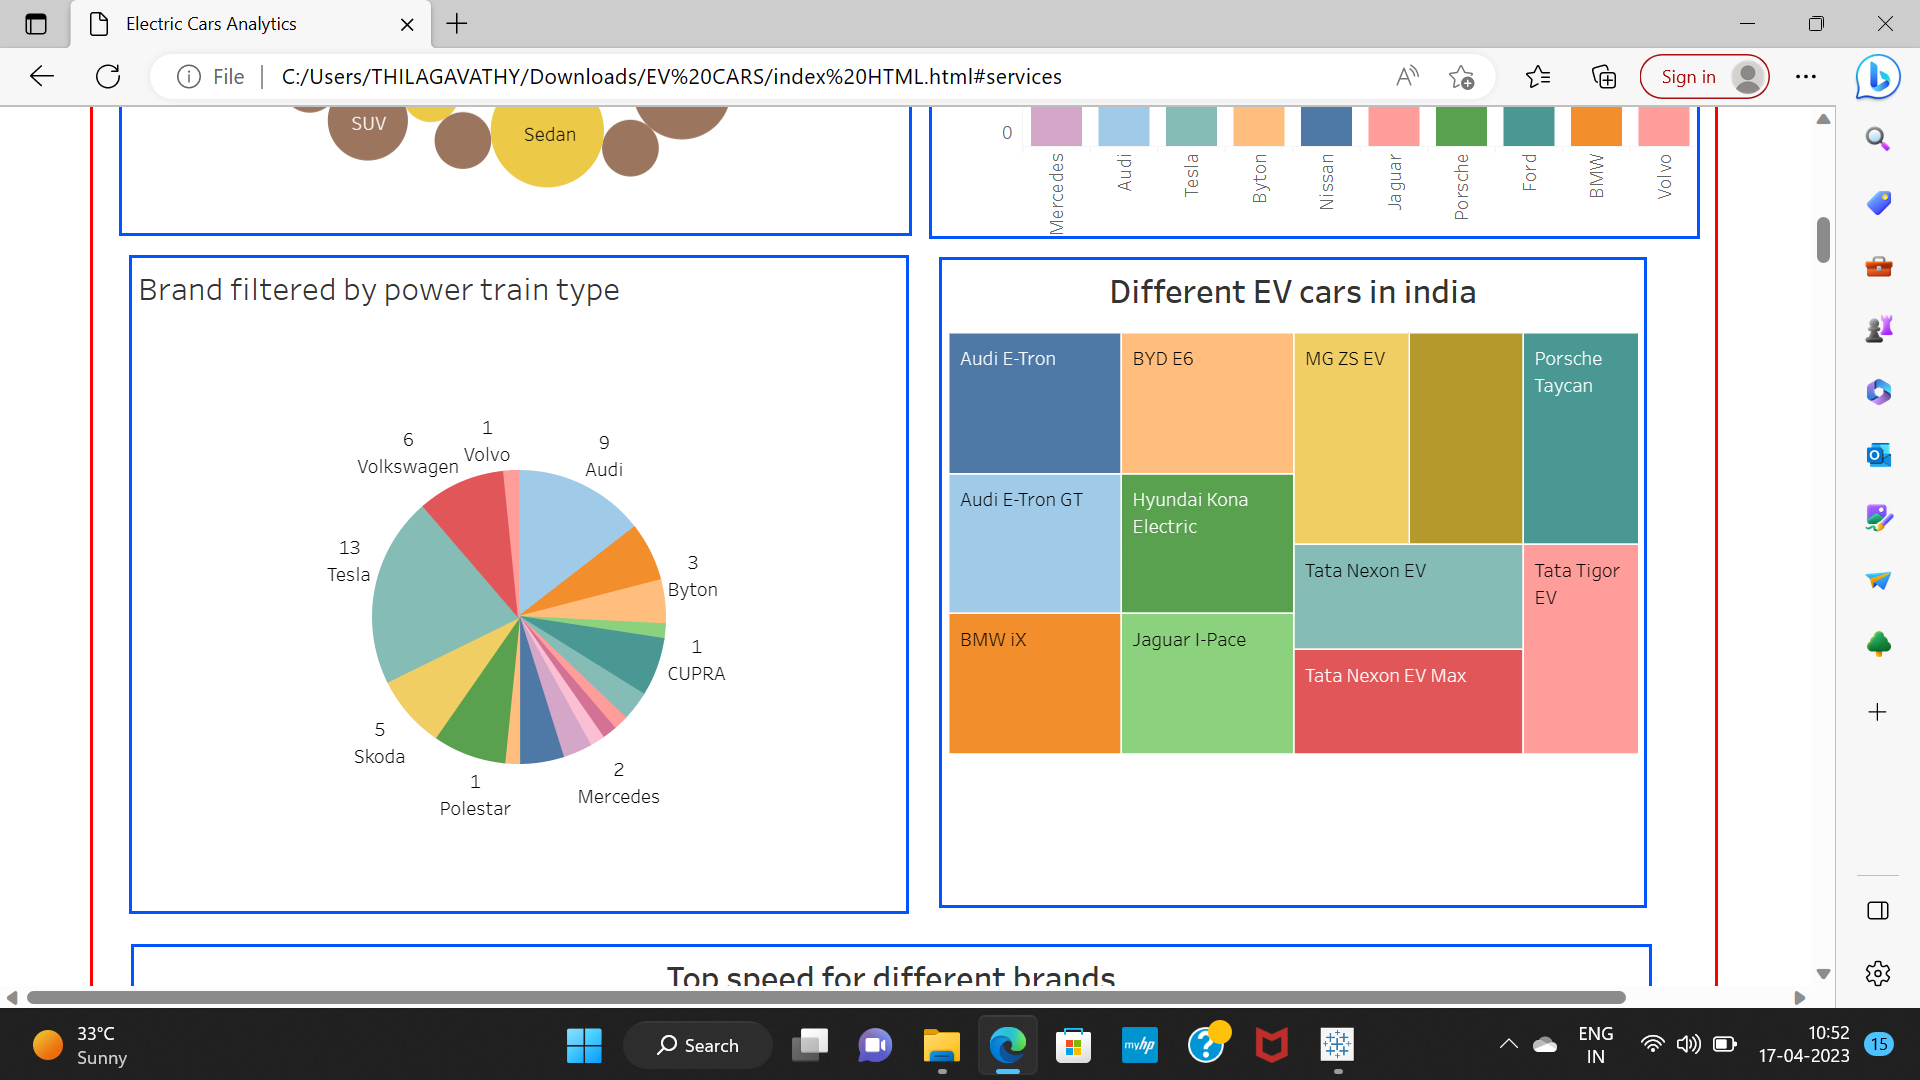 Electric Cars Analytics
File
C:/Users/THILAGAVATHY/Downloads/EV%20CARS/index%20HTML.html#services
Sign in
SUV
Sedan
0
Mercedes
Audi
Tesla
Byton
Nissan
Jaguar
Porsche
Ford
BMW
Volvo
Brand filtered by power train type
1
Volvo
6
Volkswagen
9
Audi
13
Tesla
3
Byton
1
CUPRA
5
Skoda
2
Mercedes
1
Polestar
Different EV cars in india
Audi E-Tron
BYD E6
MG ZS EV
Porsche
Taycan
Audi E-Tron GT
Hyundai Kona
Electric
Tata Nexon EV
Tata Tigor
EV
BMW iX
Jaguar I-Pace
Tata Nexon EV Max
Top speed for different brands
33°C
Sunny
Search
myhp
ENG
IN
10:52
17-04-2023
15